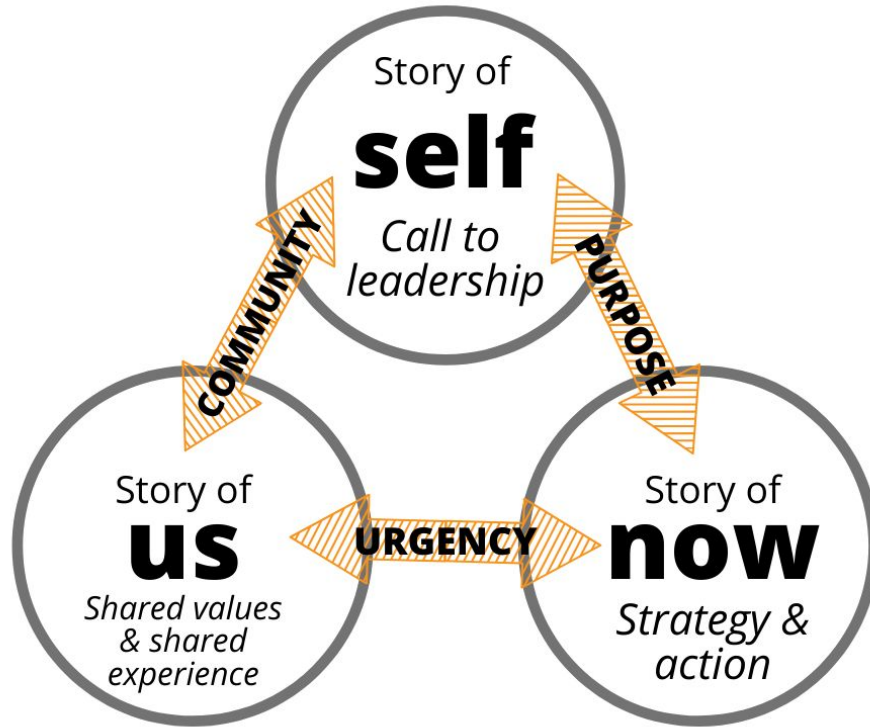 Story of
self
Call to
leadership
COMMUNITY
PURPOSE
Story of
us
Shared values
& shared
experience
URGENCY
Story of
now
Strategy &
action